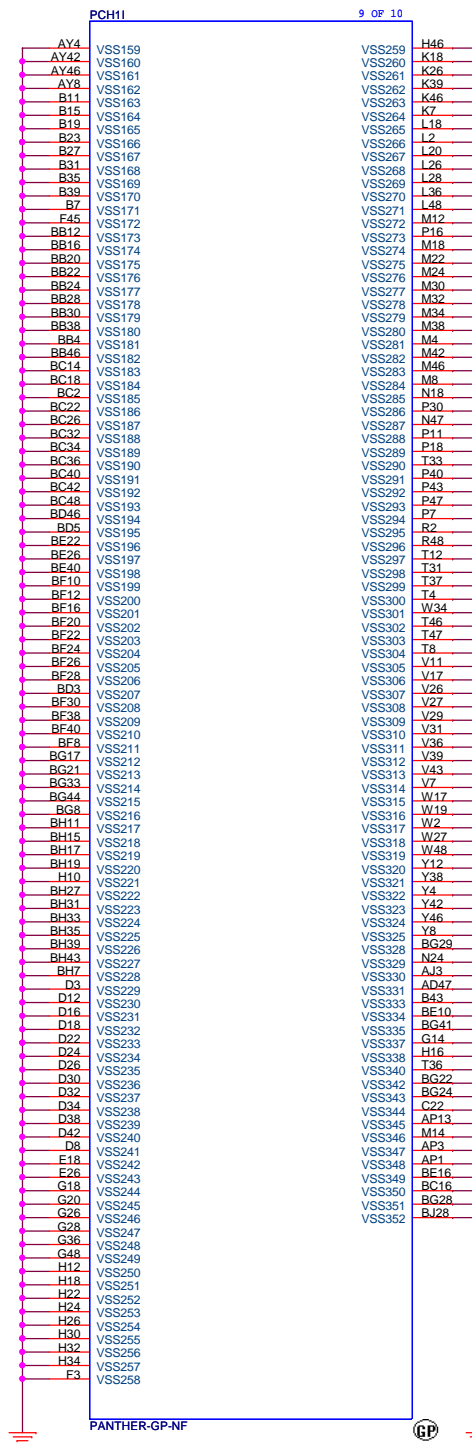 PCH1I 9 OF 10
AY4 VSS159 VSS259 H46
AY42 VSS160 VSS260 K18
AY46 VSS161 VSS261 K26
AY8 VSS162 VSS262 K39
B11 VSS163 VSS263 K46
B15 VSS164 VSS264 K7
B19 VSS165 VSS265 L18
B23 VSS166 VSS266 L2
B27 VSS167 VSS267 L20
B31 VSS168 VSS268 L26
B35 VSS169 VSS269 L28
B39 VSS170 VSS270 L36
B7 VSS171 VSS271 L48
F45 VSS172 VSS272 M12
BB12 VSS173 VSS273 P16
BB16 VSS174 VSS274 M18
BB20 VSS175 VSS275 M22
BB22 VSS176 VSS276 M24
BB24 VSS177 VSS277 M30
BB28 VSS178 VSS278 M32
BB30 VSS179 VSS279 M34
BB38 VSS180 VSS280 M38
BB4 VSS181 VSS281 M4
BB46 VSS182 VSS282 M42
BC14 VSS183 VSS283 M46
BC18 VSS184 VSS284 M8
BC2 VSS185 VSS285 N18
BC22 VSS186 VSS286 P30
BC26 VSS187 VSS287 N47
BC32 VSS188 VSS288 P11
BC34 VSS189 VSS289 P18
BC36 VSS190 VSS290 T33
BC40 VSS191 VSS291 P40
BC42 VSS192 VSS292 P43
BC48 VSS193 VSS293 P47
BD46 VSS194 VSS294 P7
BD5 VSS195 VSS295 R2
BE22 VSS196 VSS296 R48
BE26 VSS197 VSS297 T12
BE40 VSS198 VSS298 T31
BF10 VSS199 VSS299 T37
BF12 VSS200 VSS300 T4
BF16 VSS201 VSS301 W34
BF20 VSS202 VSS302 T46
BF22 VSS203 VSS303 T47
BF24 VSS204 VSS304 T8
BF26 VSS205 VSS305 V11
BF28 VSS206 VSS306 V17
BD3 VSS207 VSS307 V26
BF30 VSS208 VSS308 V27
BF38 VSS209 VSS309 V29
BF40 VSS210 VSS310 V31
BF8 VSS211 VSS311 V36
BG17 VSS212 VSS312 V39
BG21 VSS213 VSS313 V43
BG33 VSS214 VSS314 V7
BG44 VSS215 VSS315 W17
BG8 VSS216 VSS316 W19
BH11 VSS217 VSS317 W2
BH15 VSS218 VSS318 W27
BH17 VSS219 VSS319 W48
BH19 VSS220 VSS320 Y12
H10 VSS221 VSS321 Y38
BH27 VSS222 VSS322 Y4
BH31 VSS223 VSS323 Y42
BH33 VSS224 VSS324 Y46
BH35 VSS225 VSS325 Y8
BH39 VSS226 VSS328 BG29
BH43 VSS227 VSS329 N24
BH7 VSS228 VSS330 AJ3
D3 VSS229 VSS331 AD47
D12 VSS230 VSS333 B43
D16 VSS231 VSS334 BE10
D18 VSS232 VSS335 BG41
D22 VSS233 VSS337 G14
D24 VSS234 VSS338 H16
D26 VSS235 VSS340 T36
D30 VSS236 VSS342 BG22
D32 VSS237 VSS343 BG24
D34 VSS238 VSS344 C22
D38 VSS239 VSS345 AP13
D42 VSS240 VSS346 M14
D8 VSS241 VSS347 AP3
E18 VSS242 VSS348 AP1
E26 VSS243 VSS349 BE16
G18 VSS244 VSS350 BC16
G20 VSS245 VSS351 BG28
G26 VSS246 VSS352 BJ28
G28 VSS247
G36 VSS248
G48 VSS249
H12 VSS250
H18 VSS251
H22 VSS252
H24 VSS253
H26 VSS254
H30 VSS255
H32 VSS256
H34 VSS257
F3 VSS258
PANTHER-GP-NF GP